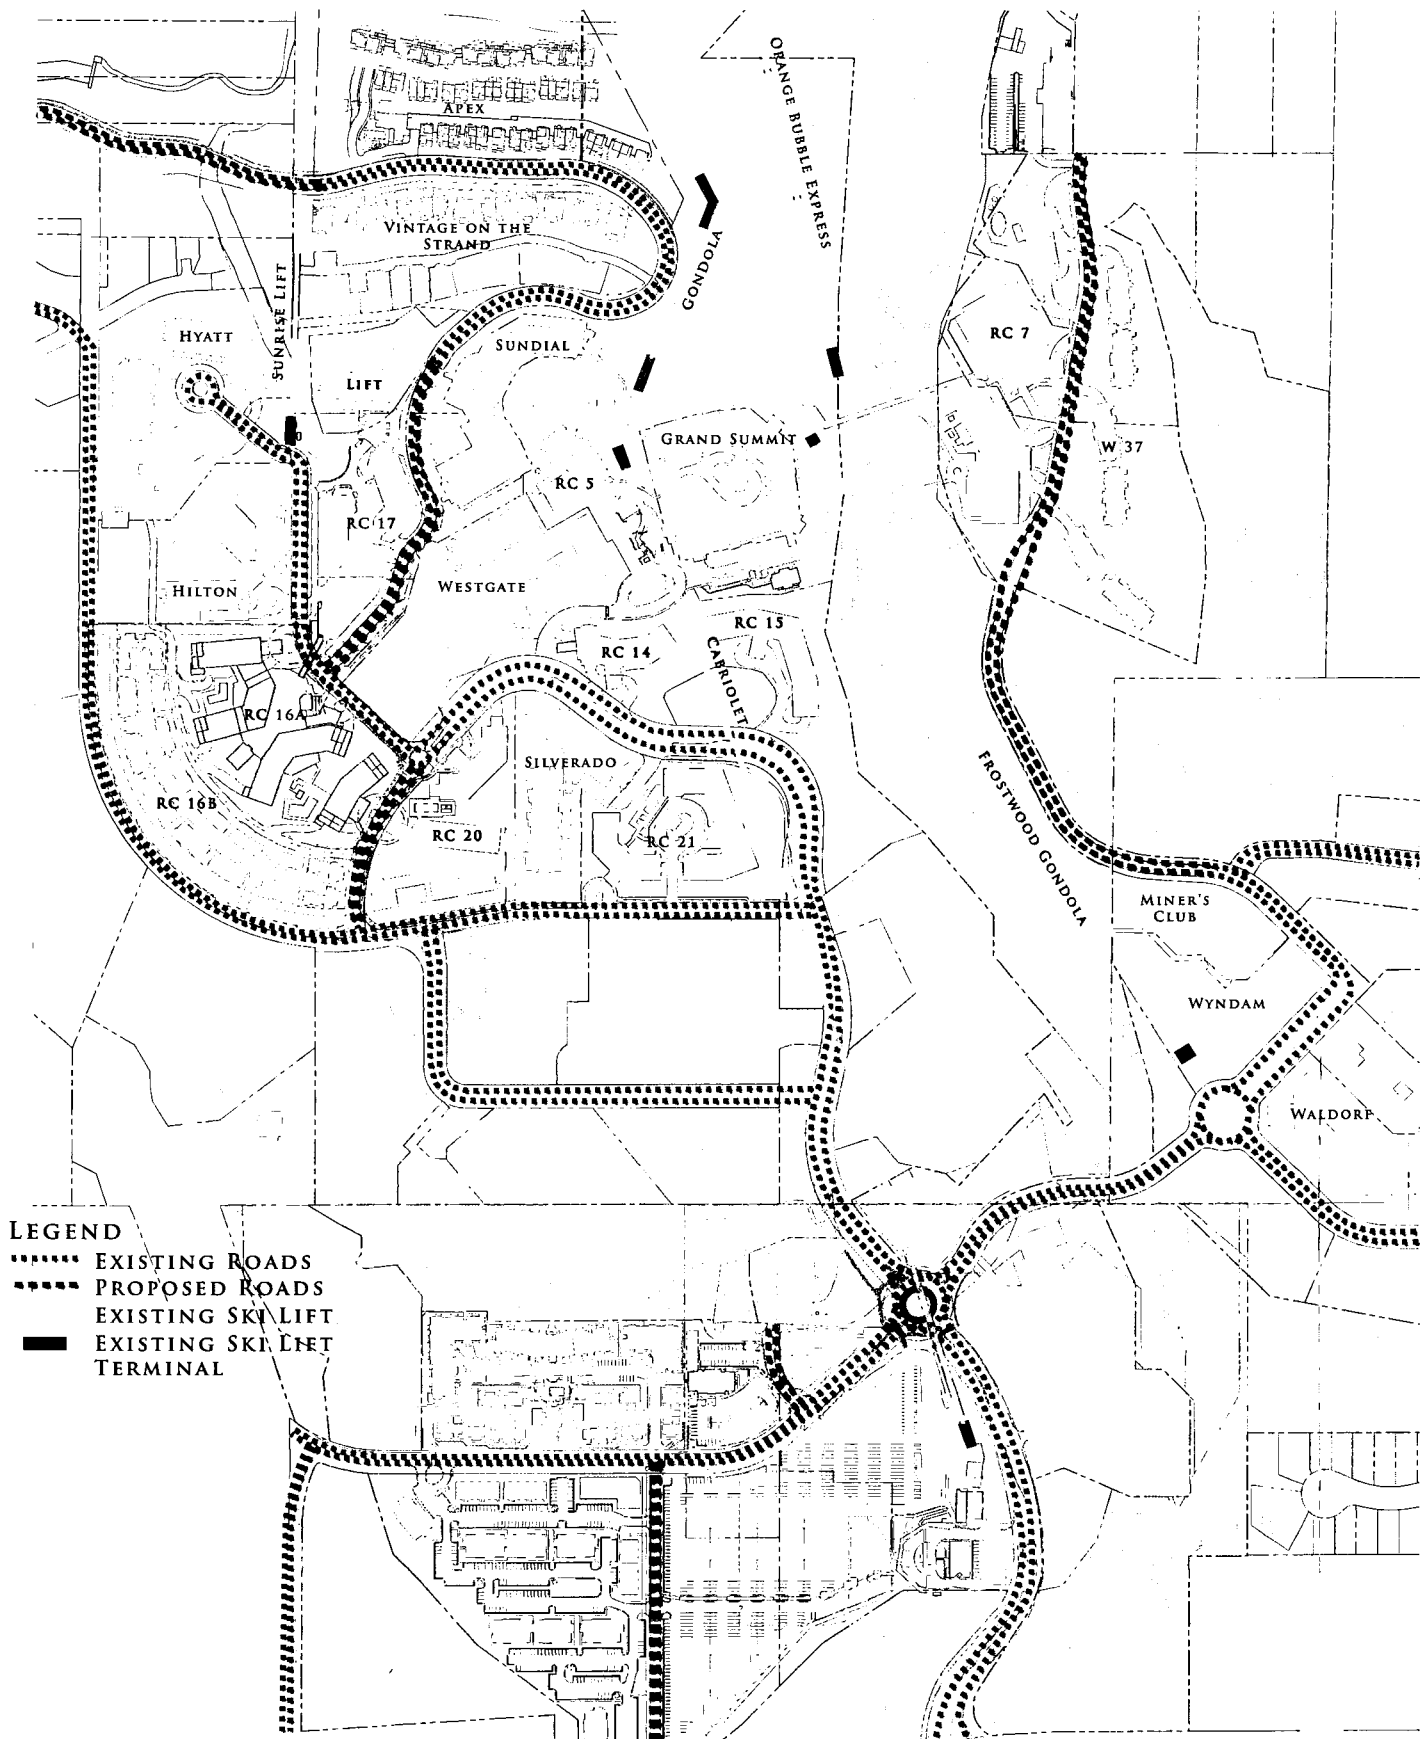 APEX
ORANGE BUBBLE EXPRESS
VINTAGE ON THE
STRAND
GONDOLA
SUNRISE LIFT
HYATT
SUNDIAL
RC 7
LIFT
GRAND SUMMIT
W 37
RC 5
RC 17
HILTON
WESTGATE
RC 15
RC 14
CABRIOLET
RC 16A
SILVERADO
FROSTWOOD GONDOLA
RC 16B
RC 20
RC 21
MINER'S
CLUB
WYNDAM
WALDORF
LEGEND
EXISTING ROADS
PROPOSED ROADS
EXISTING SKI LIFT
EXISTING SKI LIFT
TERMINAL